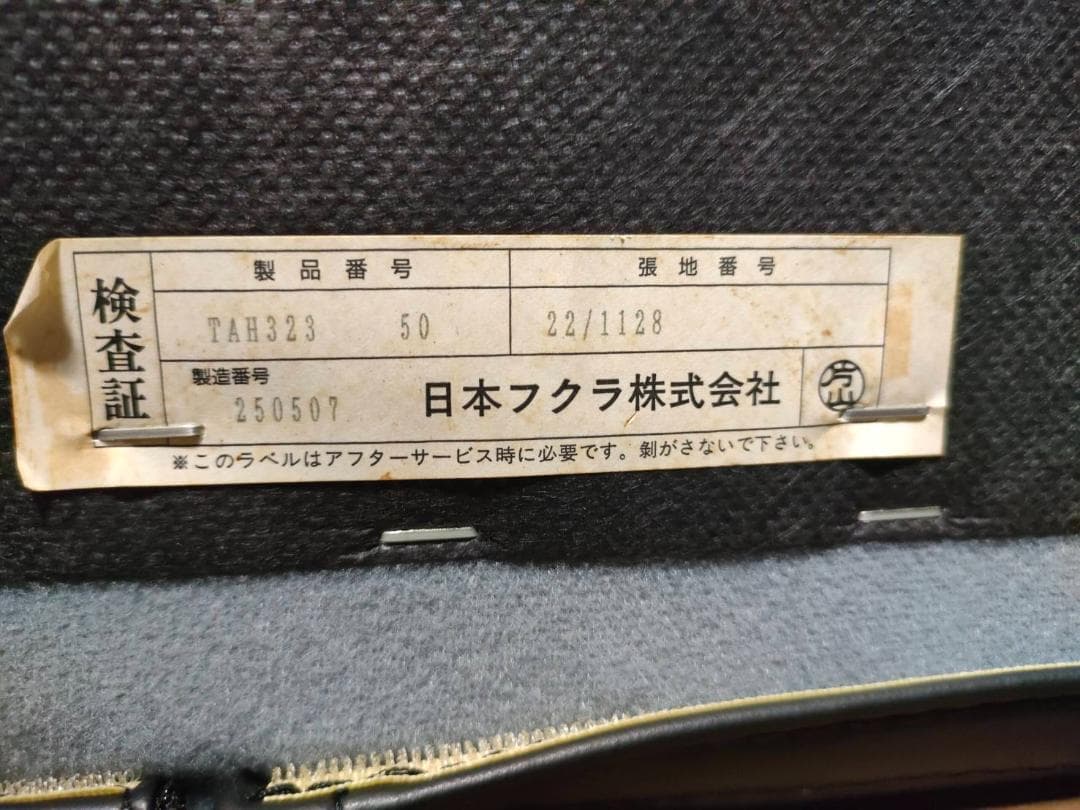 検査証
製品番号
張地番号
TAH323 50
22/1128
製造番号
250507
日本フクラ株式会社
片山
※このラベルはアフターサービス時に必要です。剝がさないで下さい。